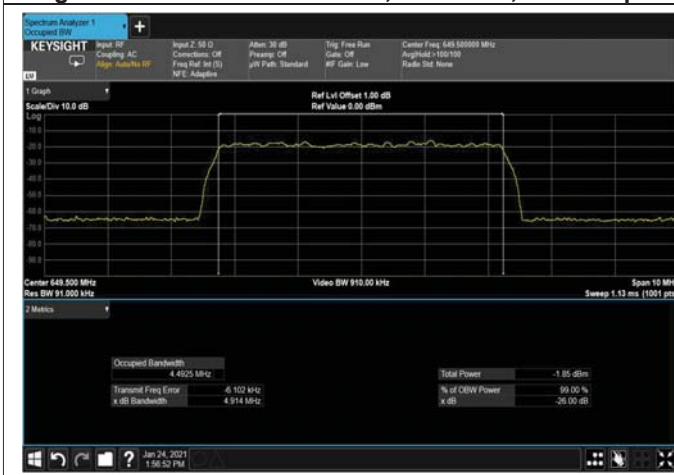 Spectrum Analyzer 1
Occupied BW
+
KEYSIGHT
Input: RF
Coupling: AC
Align: Auto/No RF
Input Z: 50 Ω
Corrections: Off
Freq Ref: Int (S)
NFE: Adaptive
Atten: 30 dB
Preamp: Off
µW Path: Standard
Trig: Free Run
Gate: Off
#IF Gain: Low
Center Freq: 649.500000 MHz
Avg|Hold:>100/100
Radio Std: None
LM
1 Graph
Scale/Div 10.0 dB
Ref Lvl Offset 1.00 dB
Ref Value 0.00 dBm
Log
-10.0
-20.0
-30.0
-40.0
-50.0
-60.0
-70.0
-80.0
-90.0
Center 649.500 MHz
Video BW 910.00 kHz
Span 10 MH
Res BW 91.000 kHz
Sweep 1.13 ms (1001 pts
2 Metrics
Occupied Bandwidth
4.4925 MHz
Total Power -1.85 dBm
Transmit Freq Error -6.102 kHz
% of OBW Power 99.00 %
x dB Bandwidth 4.914 MHz
x dB -26.00 dB
?
Jan 24, 2021
1:56:52 PM